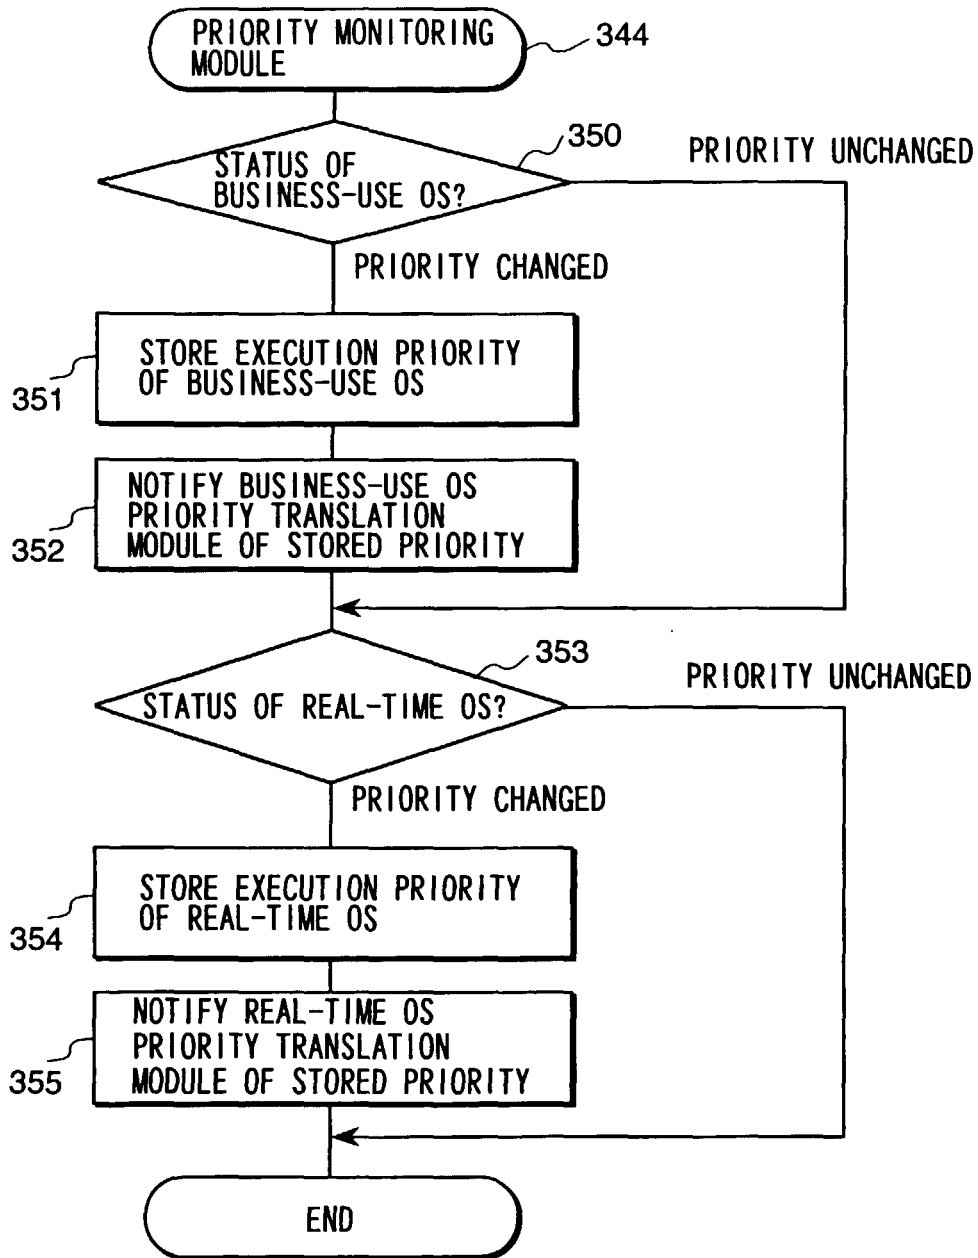 PRIORITY MONITORING
MODULE
344
350
PRIORITY UNCHANGED
STATUS OF
BUSINESS-USE OS?
PRIORITY CHANGED
STORE EXECUTION PRIORITY
OF BUSINESS-USE OS
351
NOTIFY BUSINESS-USE OS
PRIORITY TRANSLATION
MODULE OF STORED PRIORITY
352
353
PRIORITY UNCHANGED
STATUS OF REAL-TIME OS?
PRIORITY CHANGED
STORE EXECUTION PRIORITY
OF REAL-TIME OS
354
NOTIFY REAL-TIME OS
PRIORITY TRANSLATION
MODULE OF STORED PRIORITY
355
END